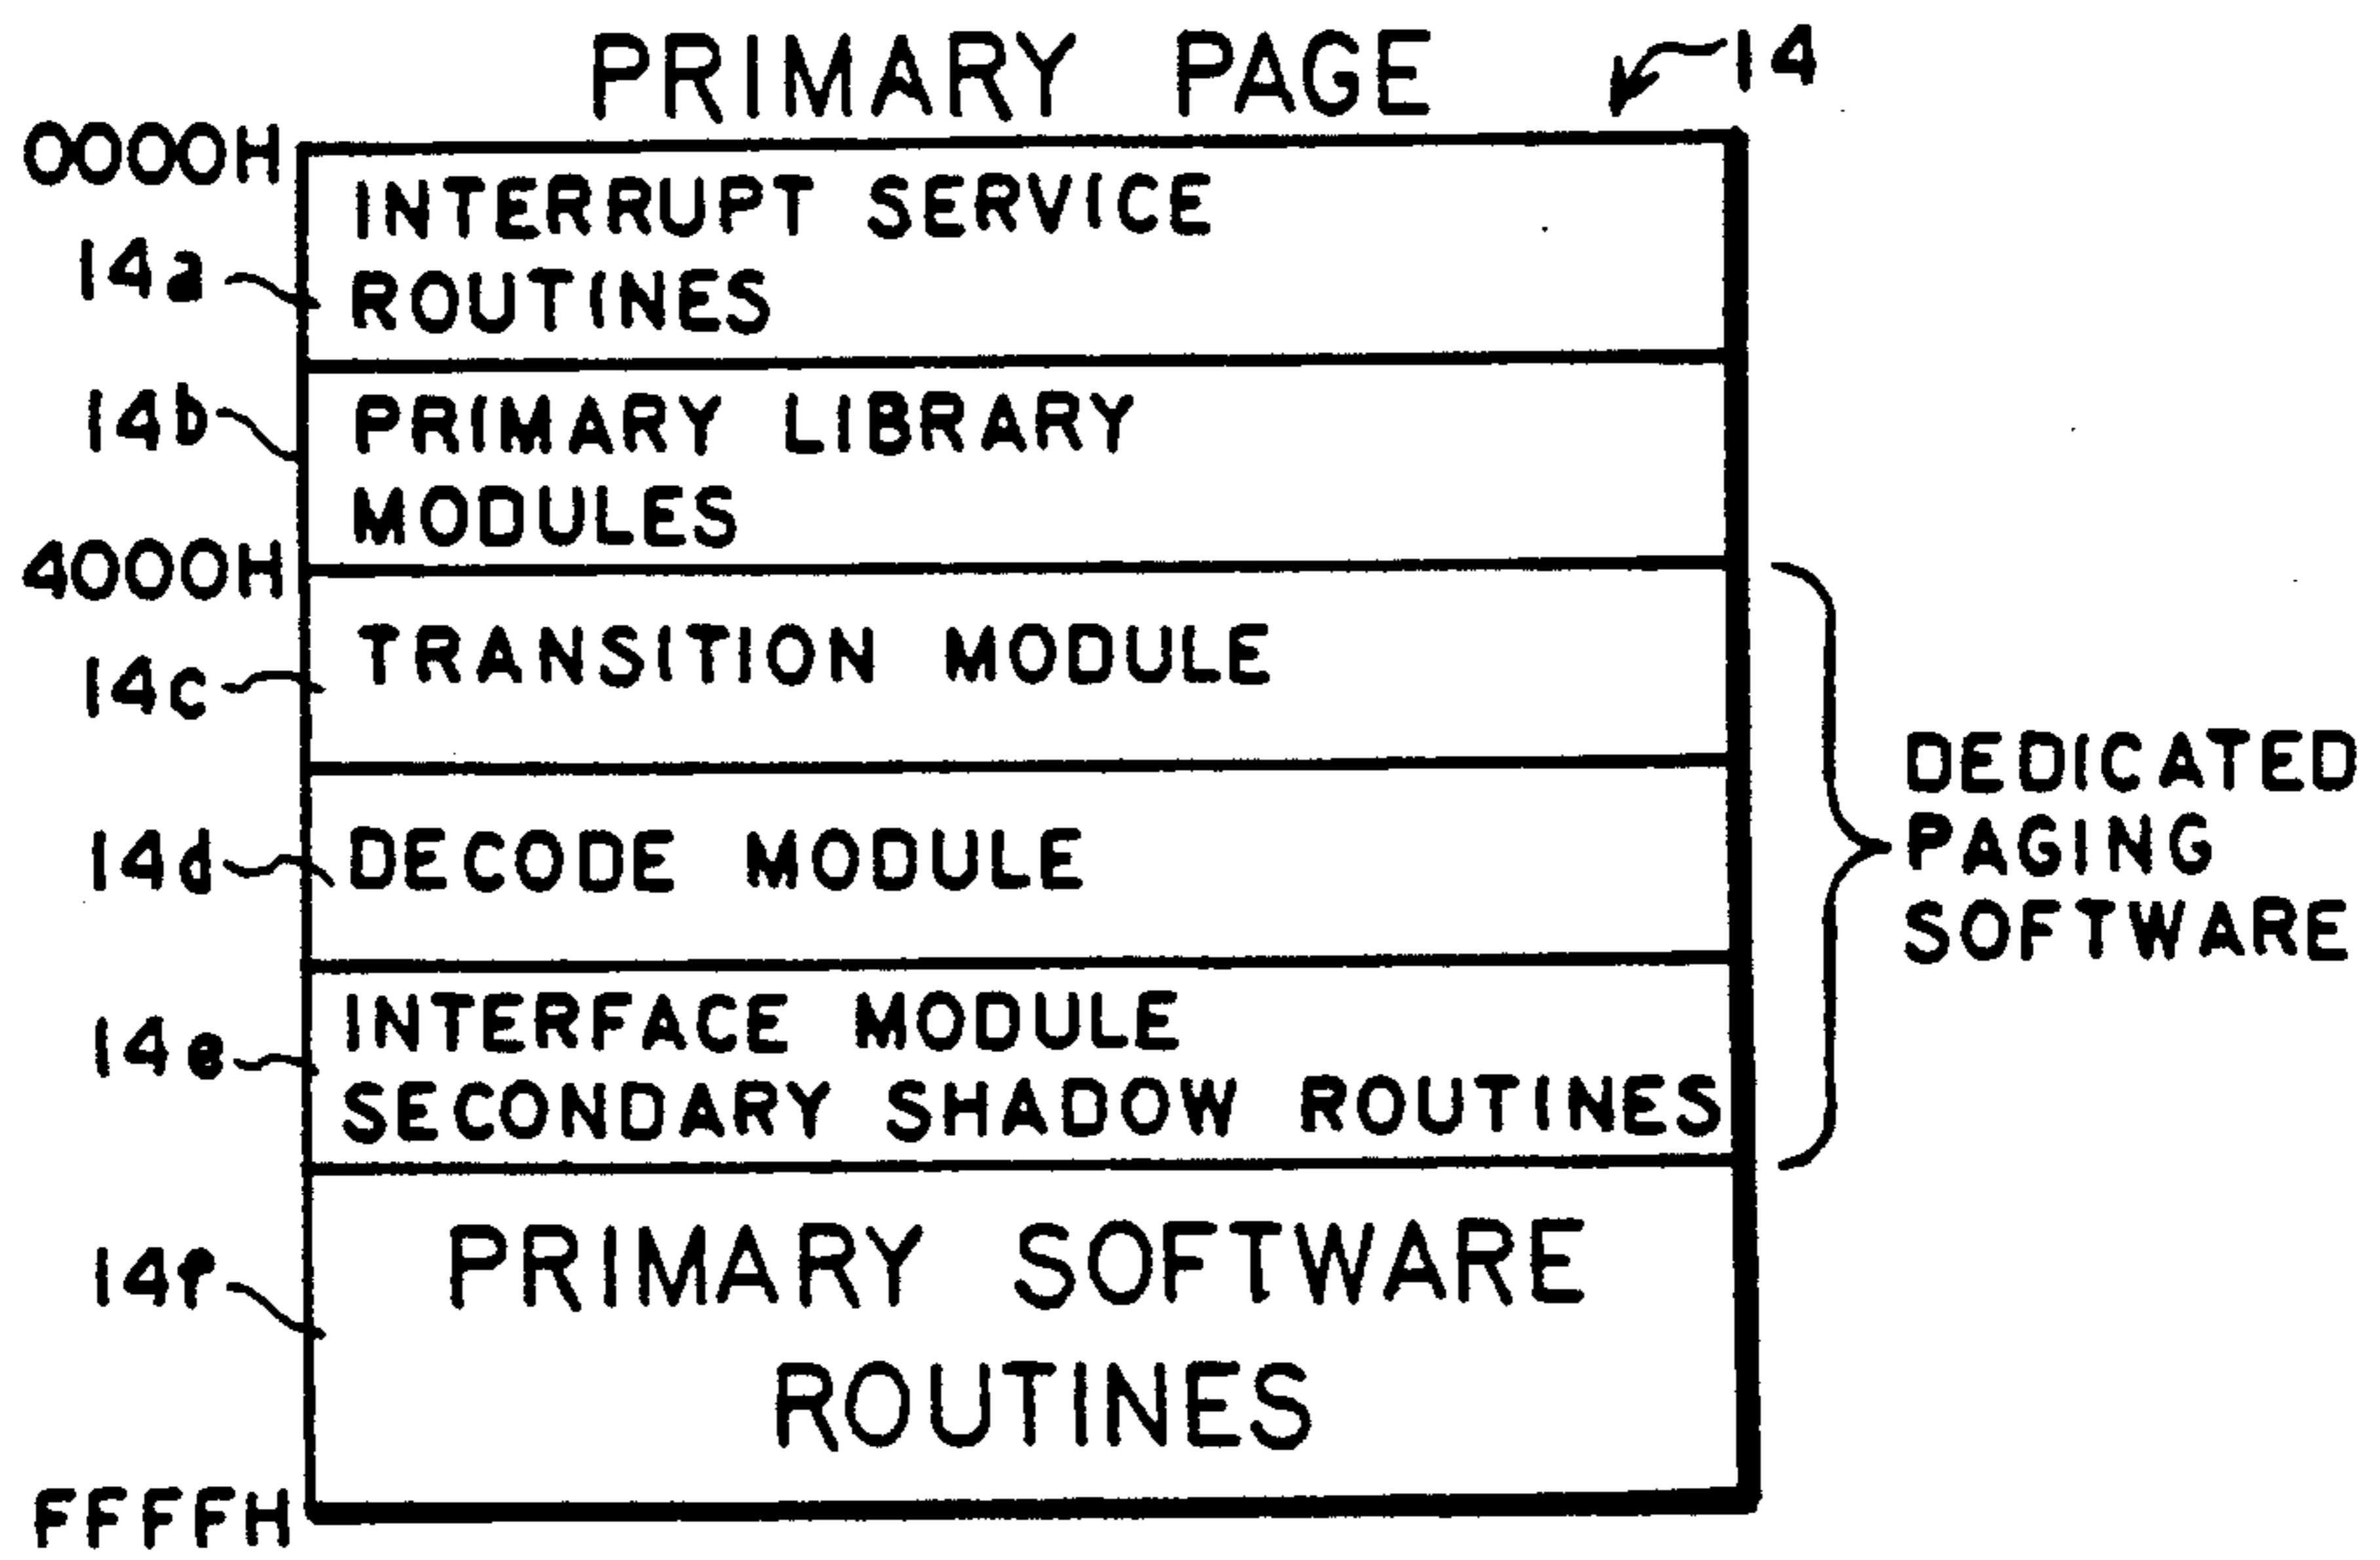 PRIMARY PAGE
14
0000H
INTERRUPT SERVICE
14a
ROUTINES
14b
PRIMARY LIBRARY
MODULES
4000H
TRANSITION MODULE
14c
DEDICATED
PAGING
SOFTWARE
14d
DECODE MODULE
INTERFACE MODULE
14e
SECONDARY SHADOW ROUTINES
14f
PRIMARY SOFTWARE
ROUTINES
FFFFH